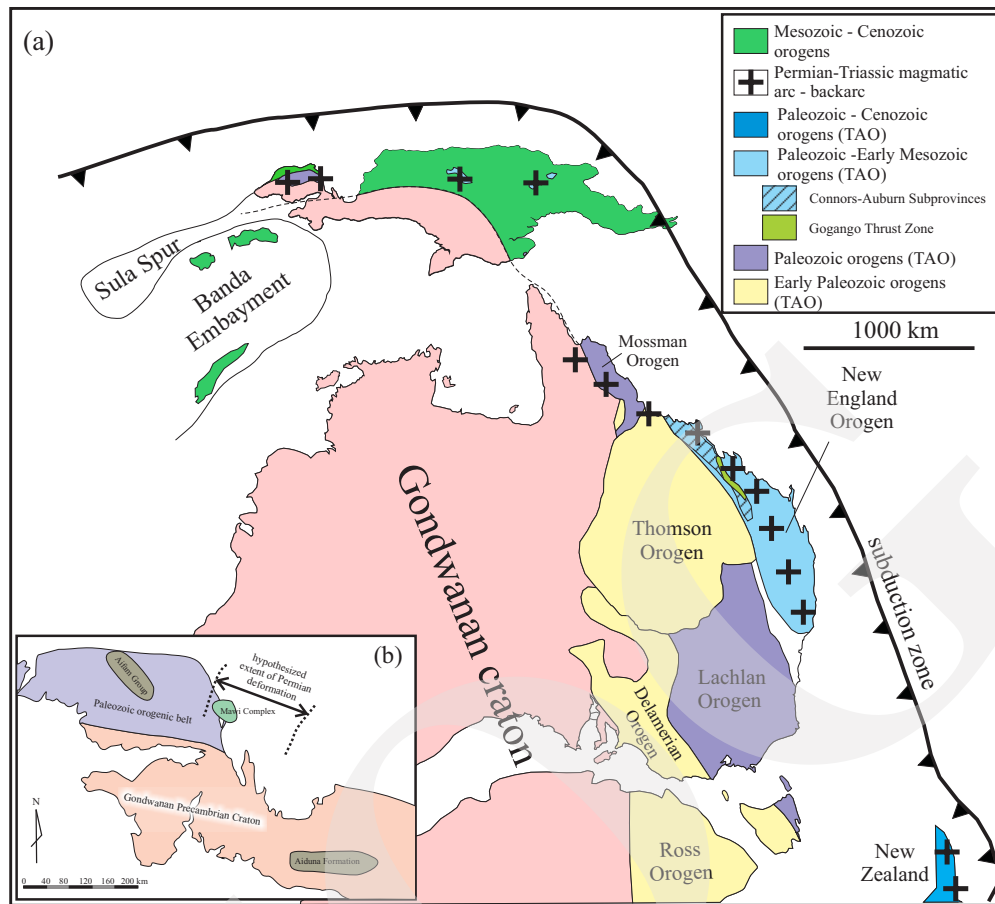 (a)
Mesozoic - Cenozoic
orogens
Permian-Triassic magmatic
arc - backarc
Paleozoic - Cenozoic
orogens (TAO)
Paleozoic -Early Mesozoic
orogens (TAO)
Connors-Auburn Subprovinces
Gogango Thrust Zone
Paleozoic orogens (TAO)
Early Paleozoic orogens
(TAO)
1000 km
Sula Spur
Banda
Embayment
Mossman
Orogen
New
England
Orogen
Thomson
Orogen
Gondwanan craton
subduction zone
Lachlan
Orogen
Delamerian
Orogen
Ross
Orogen
New
Zealand
(b)
Aifam Group
hypothesized
extent of Permian
deformation
Mawi Complex
Paleozoic orogenic belt
Gondwanan Precambrian Craton
Aiduna Formation
N
0 40 80 120 160 200 km